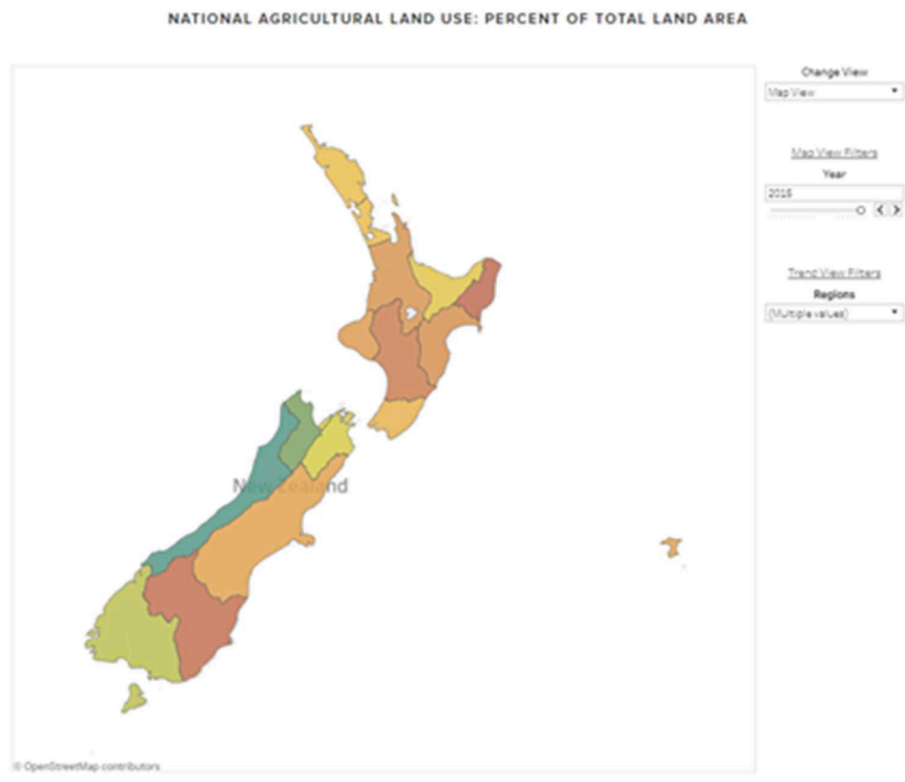 NATIONAL AGRICULTURAL LAND USE: PERCENT OF TOTAL LAND AREA
Change View
Map View
Map View Filters
Year
2016
Trend View Filters
Regions
(Multiple values)
New Zealand
© OpenStreetMap contributors